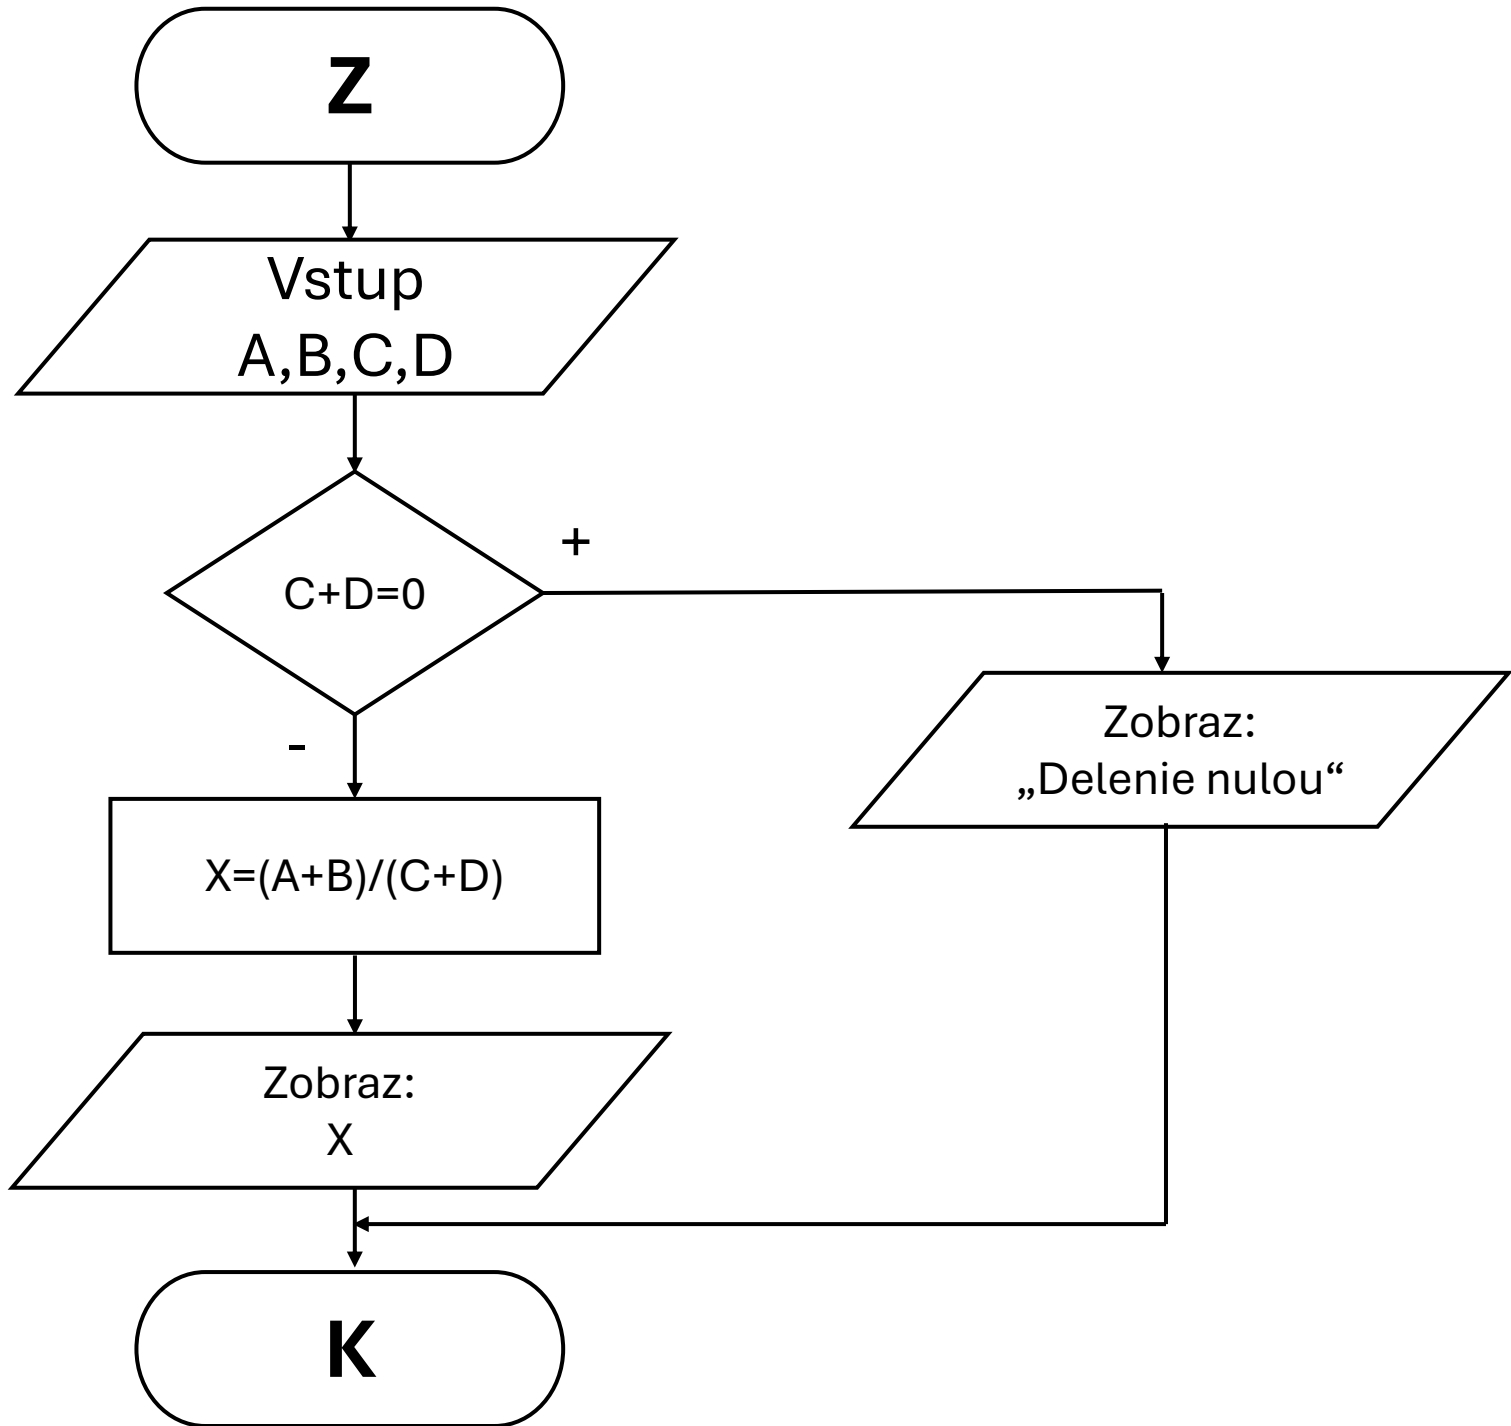 Z
Vstup
A,B,C,D
C+D=0
+
-
Zobraz:
„Delenie nulou“
X=(A+B)/(C+D)
Zobraz:
X
K